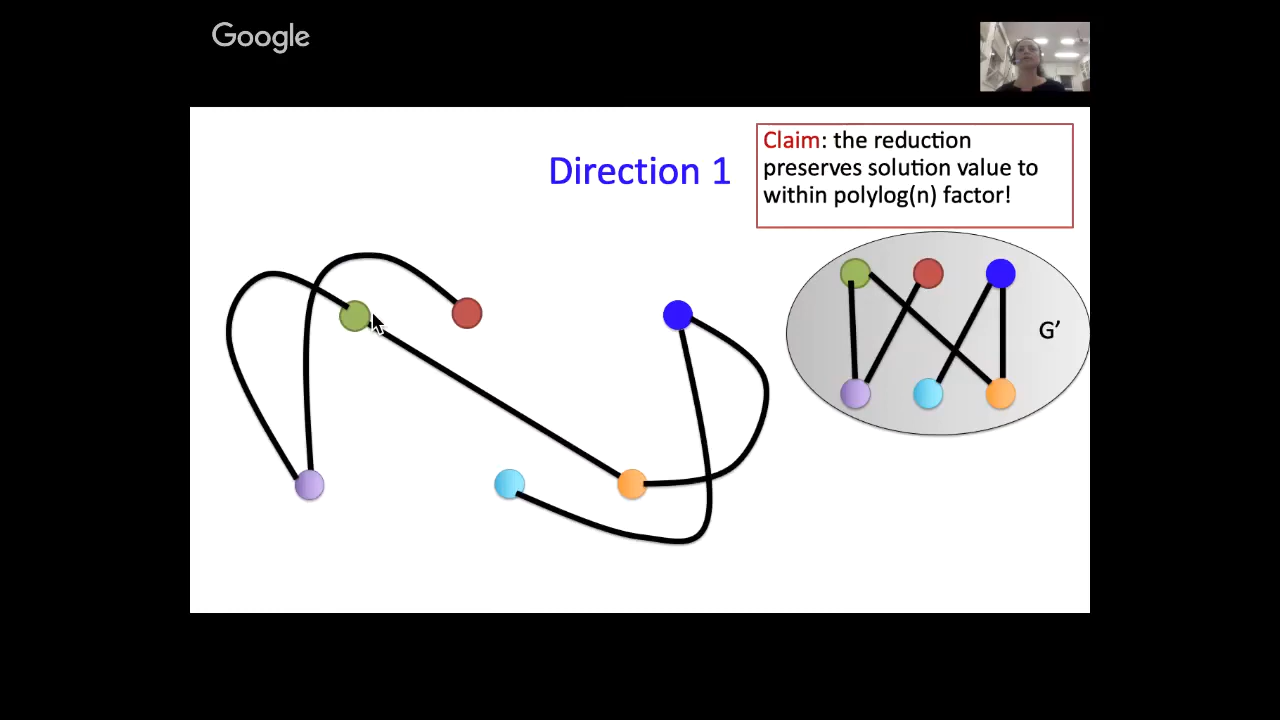 Google
Direction 1
Claim: the reduction
preserves solution value to
within polylog(n) factor!
G’